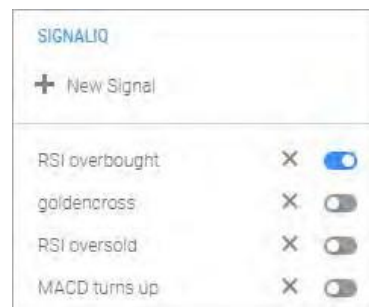 SIGNALIQ
New Signal
RSI overbought
goldencross
RSI oversold
MACD turns up